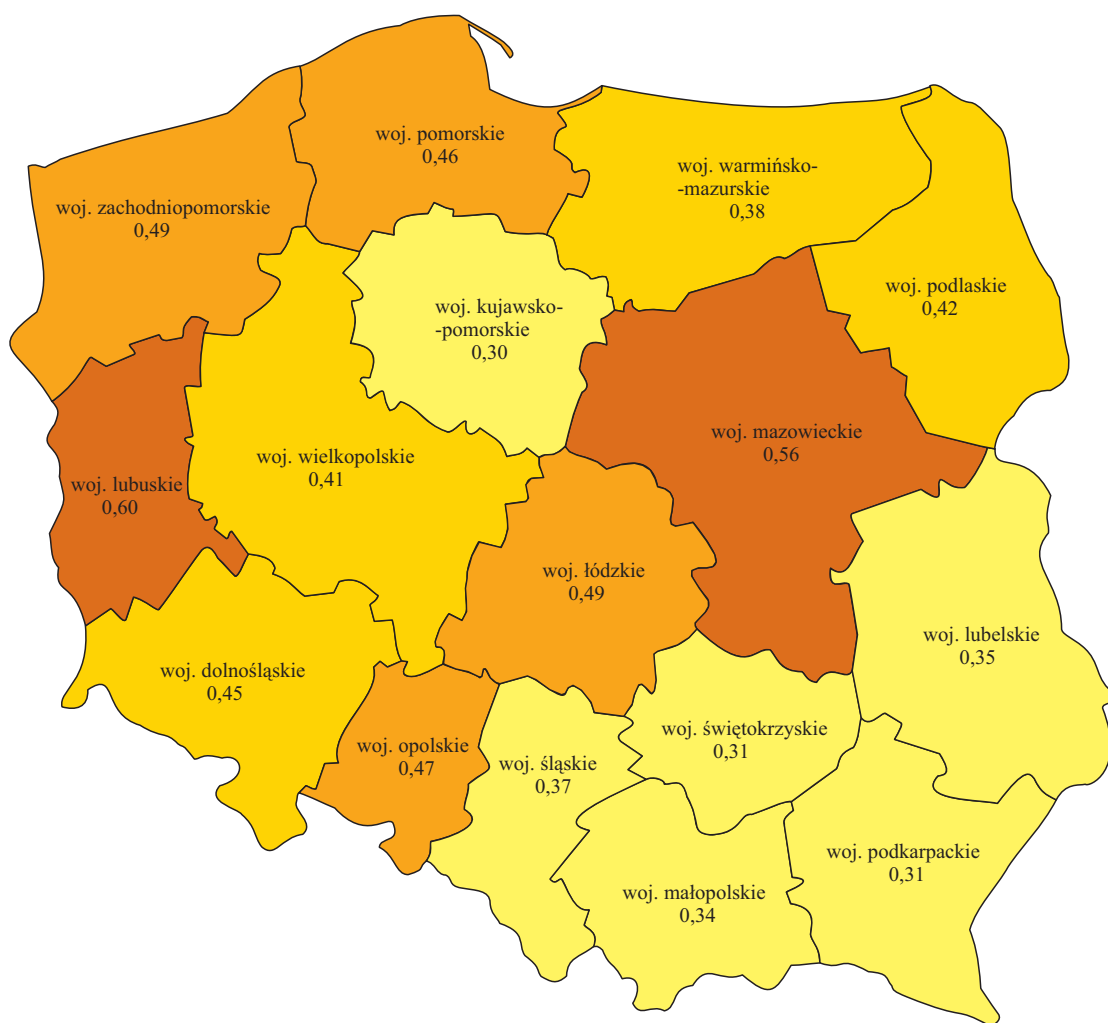 woj. pomorskie
0,46
woj. warmińsko-
-mazurskie
0,38
woj. zachodniopomorskie
0,49
woj. podlaskie
0,42
woj. kujawsko-
-pomorskie
0,30
woj. mazowieckie
0,56
woj. wielkopolskie
0,41
woj. lubuskie
0,60
woj. łódzkie
0,49
woj. lubelskie
0,35
woj. dolnośląskie
0,45
woj. świętokrzyskie
0,31
woj. opolskie
0,47
woj. śląskie
0,37
woj. podkarpackie
0,31
woj. małopolskie
0,34